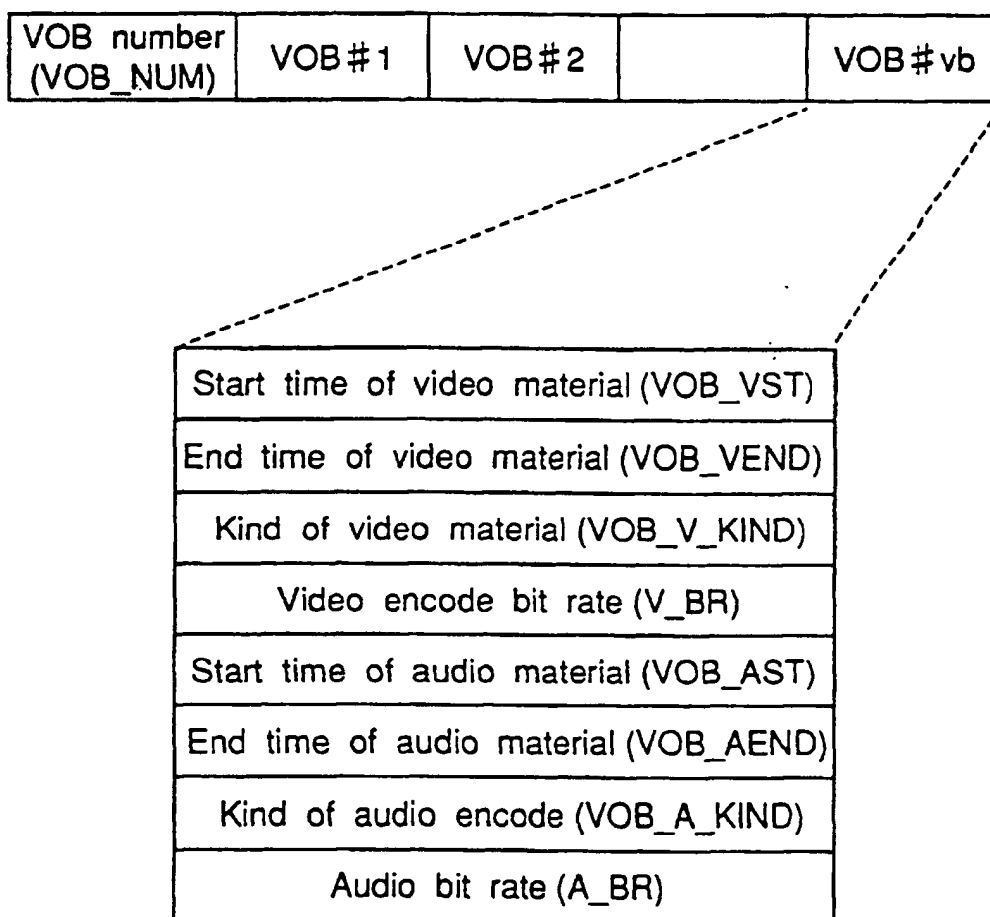 VOB number
(VOB_NUM)
VOB#1
VOB#2
VOB#vb
Start time of video material (VOB_VST)
End time of video material (VOB_VEND)
Kind of video material (VOB_V_KIND)
Video encode bit rate (V_BR)
Start time of audio material (VOB_AST)
End time of audio material (VOB_AEND)
Kind of audio encode (VOB_A_KIND)
Audio bit rate (A_BR)